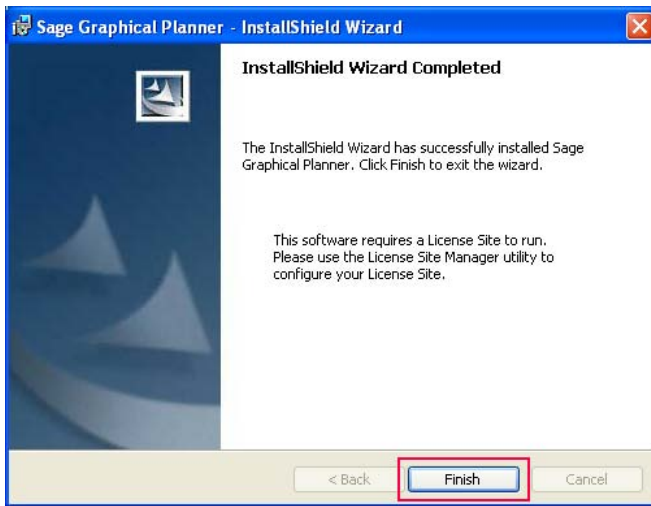 Sage Graphical Planner - InstallShield Wizard
InstallShield Wizard Completed
The InstallShield Wizard has successfully installed Sage
Graphical Planner. Click Finish to exit the wizard.
This software requires a License Site to run.
Please use the License Site Manager utility to
configure your License Site.
< Back
Finish
Cancel